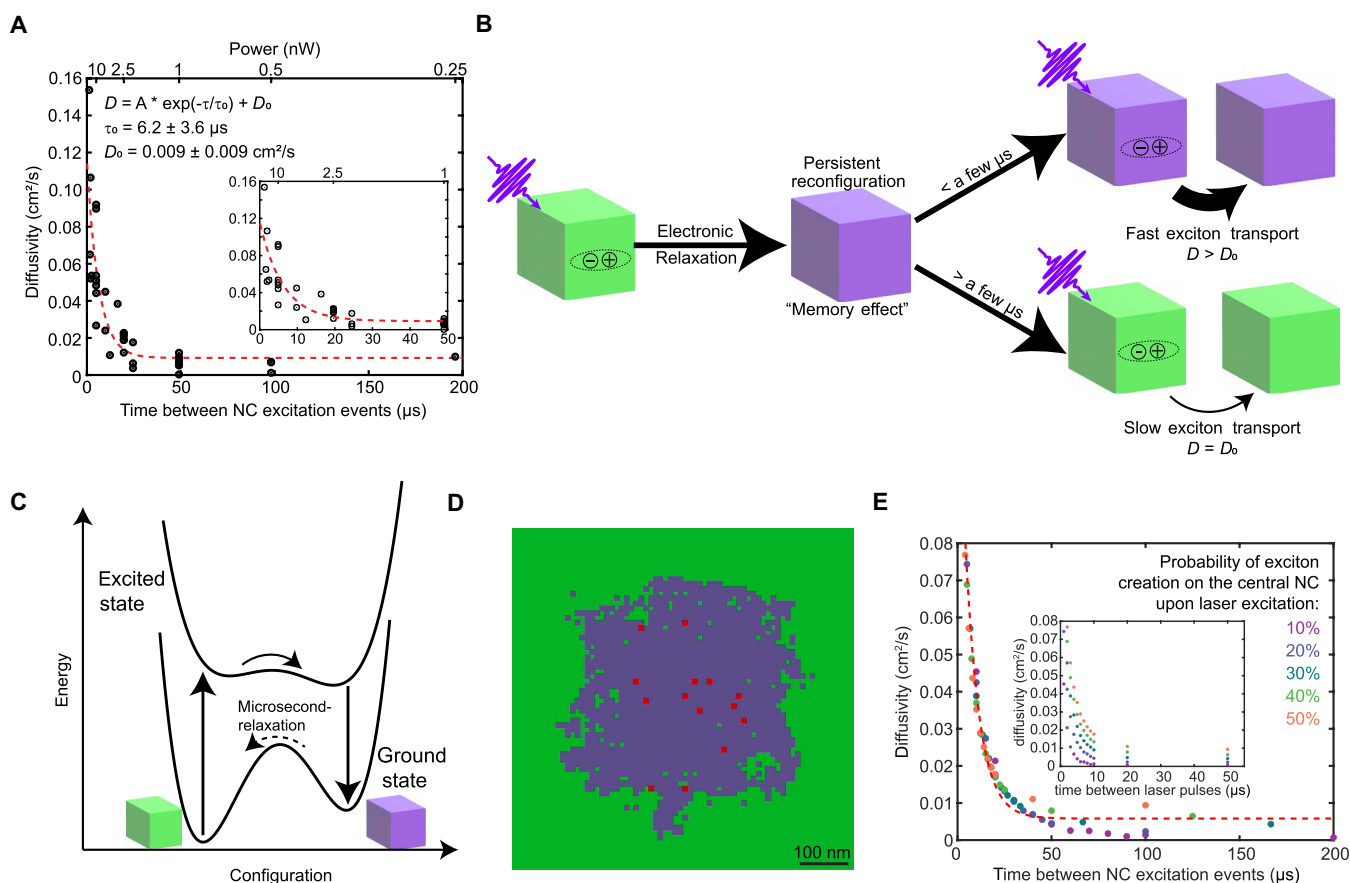 A
Power (nW)
10 2.5 1 0.5 0.25
0.16
0.14
0.12
0.10
0.08
0.06
0.04
0.02
0
Diffusivity (cm²/s)
D = A * exp(-τ/τ₀) + D₀
τ₀ = 6.2 ± 3.6 µs
D₀ = 0.009 ± 0.009 cm²/s
10 2.5 1
0.16
0.12
0.08
0.04
0
0 10 20 30 40 50
0 50 100 150 200
Time between NC excitation events (µs)
B
Electronic
Relaxation
Persistent
reconfiguration
“Memory effect”
< a few µs
> a few µs
Fast exciton transport
D > D₀
Slow exciton transport
D = D₀
C
Energy
Excited
state
Microsecond-
relaxation
Ground
state
Configuration
D
100 nm
E
0.08
0.07
0.06
0.05
0.04
0.03
0.02
0.01
0
Diffusivity (cm²/s)
Probability of exciton
creation on the central NC
upon laser excitation:
10%
20%
30%
40%
50%
0.08
0.07
0.06
0.05
0.04
0.03
0.02
0.01
0
diffusivity (cm²/s)
0 10 20 30 40 50
time between laser pulses (µs)
0 50 100 150 200
Time between NC excitation events (µs)